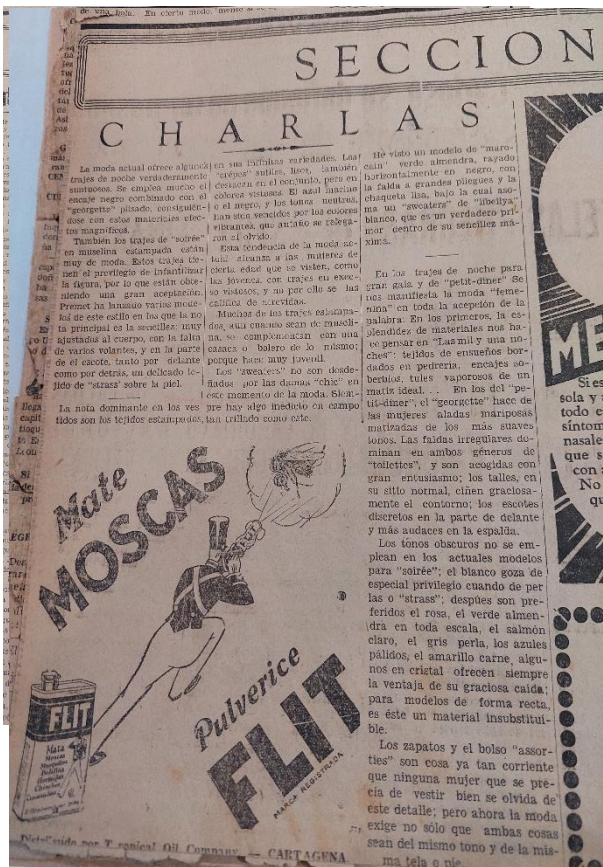 SECCION
CHARLAS
La moda actual ofrece algunos
trajes de noche verdaderamente
suntuosos. Se emplea mucho el
encaje negro combinado con el
"georgette" plisado, consiguién-
dose con estos materiales efec-
tos magníficos.
También los trajes de "soirée"
en muselina estampada están
muy de moda. Estos trajes tie-
nen el previlegio de infantilizar
la figura, por lo que están obte-
niendo una gran aceptación.
Premet ha lanzado varios mode-
los de este estilo en los que la no
ta principal es la sencillez: muy
ajustados al cuerpo, con la falda
de varios volantes, y en la parte
de el escote, tanto por delante
como por detrás, un delicado te-
jido de "strass" sobre la piel.
La nota dominante en los ves
tidos son los tejidos estampados,
en sus infinitas variedades. Las
"crêpes" sutiles, lisos, también
destacan en el conjunto, pero en
colores vistosos. El azul marino
o el negro, y los tonos neutros,
han sido vencidos por los colores
vibrantes, que antaño se relega-
ron al olvido.
Esta tendencia de la moda ac-
tual alcanza a las mujeres de
cierta edad que se visten, como
las jóvenes, con trajes en exce-
so vistosos, y no por ello se las
califica de atrevidas.
Muchos de los trajes estampa-
dos, aun cuando sean de museli-
na, se complementan con una
casaca o bolero de lo mismo;
porque hace muy juvenil.
Los "sweaters" no son desde-
ñados por las damas "chic" en
este momento de la moda. Siem-
pre hay algo inédito en campo
tan trillado como éste.
He visto un modelo de "maro-
cain" verde almendra, rayado
horizontalmente en negro, con
la falda a grandes pliegues y la
chaqueta lisa, bajo la cual aso-
ma un "sweaters" de "libellya"
blanco, que es un verdadero pri-
mor dentro de su sencillez má-
xima.
En los trajes de noche para
gran gala y de "petit-diner" se
nos manifiesta la moda "feme-
nina" en toda la acepción de la
palabra: En los primeros, la es-
plendidez de materiales nos ha-
ce pensar en "Las mil y una no-
ches": tejidos de ensueños bor-
dados en pedrería, encajes so-
berbios, tules vaporosos de un
matiz ideal... En los del "pe-
tit-diner", el "georgette" hace de
las mujeres aladas mariposas
matizadas de los más suaves
tonos. Las faldas irregulares do-
minan en ambos géneros de
"toilettes", y son acogidas con
gran entusiasmo; los talles, en
su sitio normal, ciñen graciosa-
mente el contorno; los escotes
discretos en la parte de delante
y más audaces en la espalda.
Los tonos obscuros no se em-
plean en los actuales modelos
para "soirée"; el blanco goza de
especial privilegio cuando de per
las o "strass"; despúes son pre-
feridos el rosa, el verde almen-
dra en toda escala, el salmón
claro, el gris perla, los azules
pálidos, el amarillo carne, algu-
nos en cristal ofrecen siempre
la ventaja de su graciosa caída;
para modelos de forma recta,
es éste un material insubstitui-
ble.
Los zapatos y el bolso "assor-
ties" son cosa ya tan corriente
que ninguna mujer que se pre-
cia de vestir bien se olvida de
este detalle; pero ahora la moda
exige no sólo que ambas cosas
sean del mismo tono y de la mis-
ma tela o pie,
Mate
MOSCAS
Pulverice
FLIT
MARCA REGISTRADA
FLIT
Mata
Moscas
Mosquitos
Polillas
Hormigas
Chinches
Cucarachas
Distribuido por Tropical Oil Company. — CARTAGENA.
ME
Si es
sola y
todo e
síntom
nasale
que s
con
No
qu